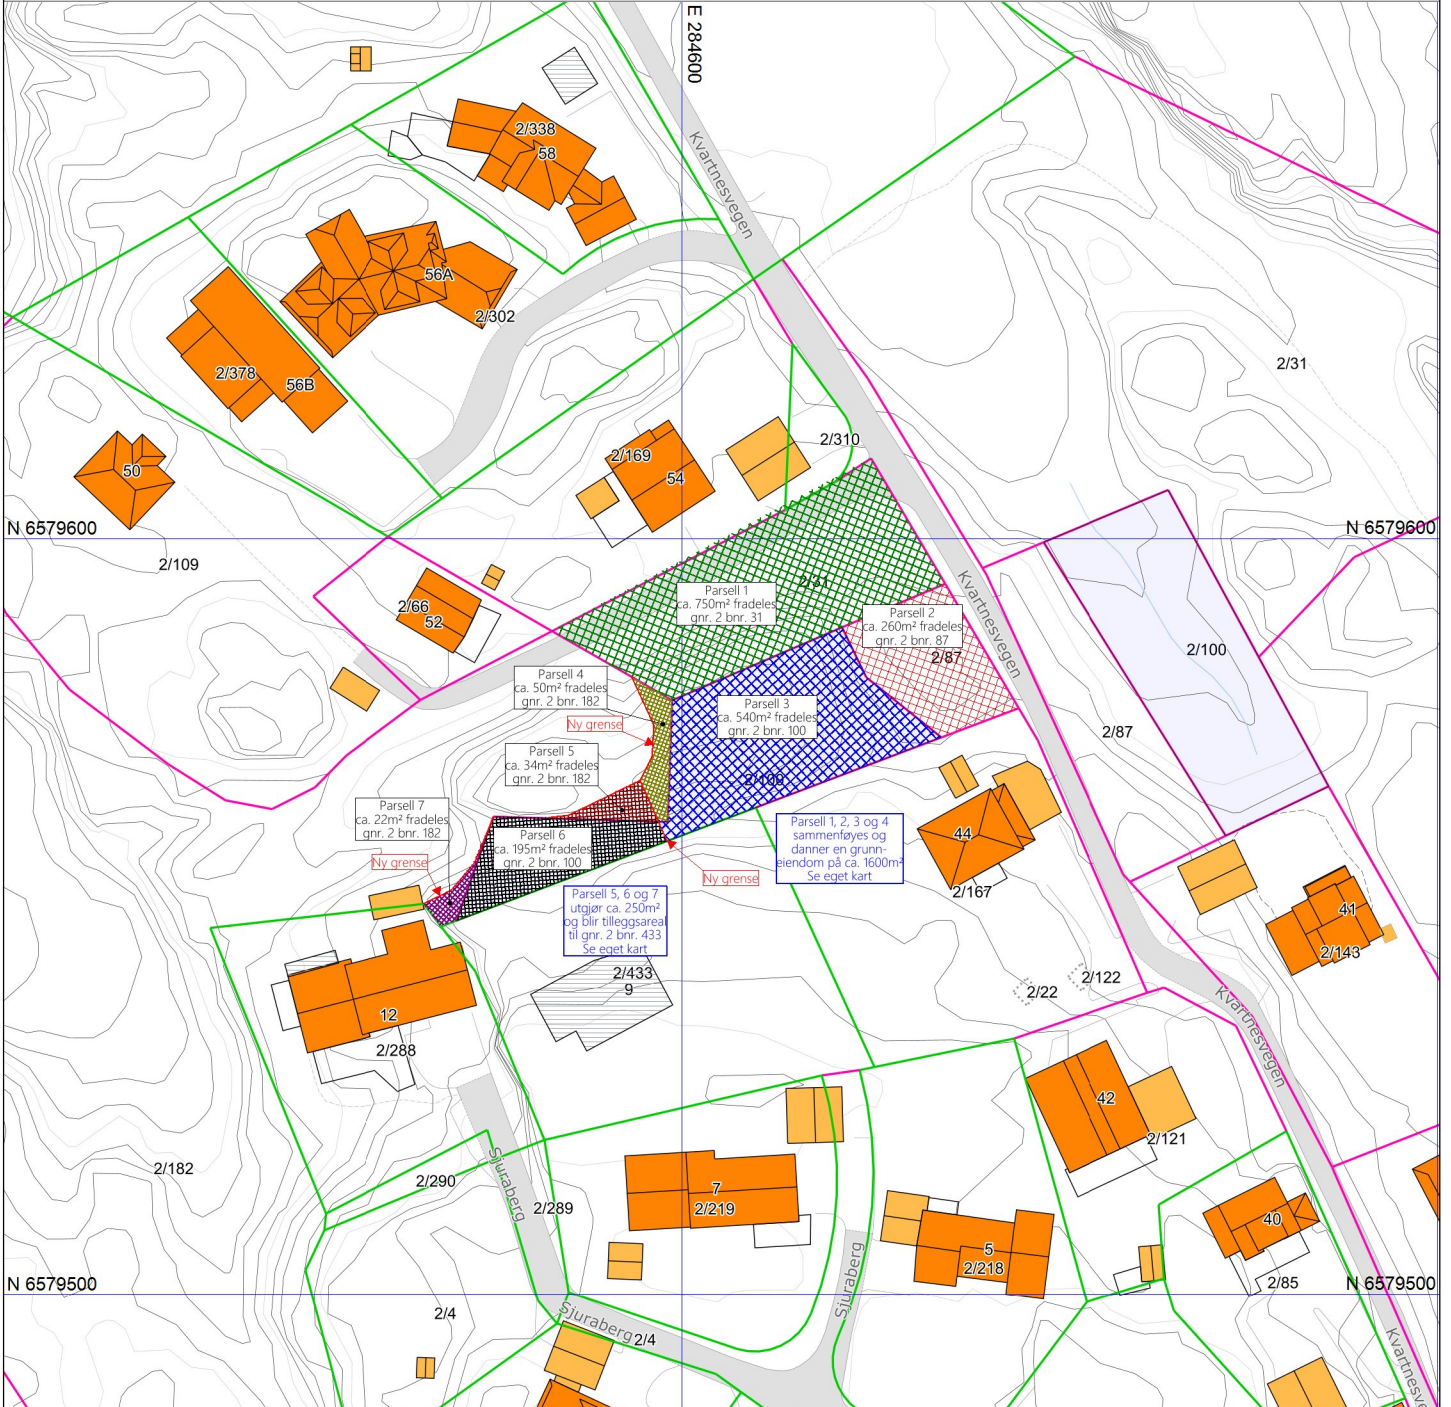 E 284600
Kvartnesvegen
2/338
58
56A
2/302
2/378
56B
2/31
50
2/310
2/169
54
N 6579600
N 6579600
2/109
2/66
52
2/31
Parsell 1
ca. 750m² fradeles
gnr. 2 bnr. 31
Kvartnesvegen
Parsell 2
ca. 260m² fradeles
gnr. 2 bnr. 87
2/87
2/100
Parsell 4
ca. 50m² fradeles
gnr. 2 bnr. 182
Ny grense
Parsell 3
ca. 540m² fradeles
gnr. 2 bnr. 100
2/87
Parsell 5
ca. 34m² fradeles
gnr. 2 bnr. 182
2/100
Parsell 7
ca. 22m² fradeles
gnr. 2 bnr. 182
Parsell 6
ca. 195m² fradeles
gnr. 2 bnr. 100
Parsell 1, 2, 3 og 4
sammenføyes og
danner en grunn-
eiendom på ca. 1600m²
Se eget kart
44
Ny grense
Ny grense
2/167
Parsell 5, 6 og 7
utgjør ca. 250m²
og blir tilleggsareal
til gnr. 2 bnr. 433
Se eget kart
41
2/143
2/433
9
2/22
2/122
12
2/288
Kvartnesvegen
42
2/121
2/182
2/290
Sjuraberg
2/289
7
2/219
40
5
2/218
Sjuraberg
2/85
N 6579500
N 6579500
2/4
Sjuraberg
2/4
Kvartnesve